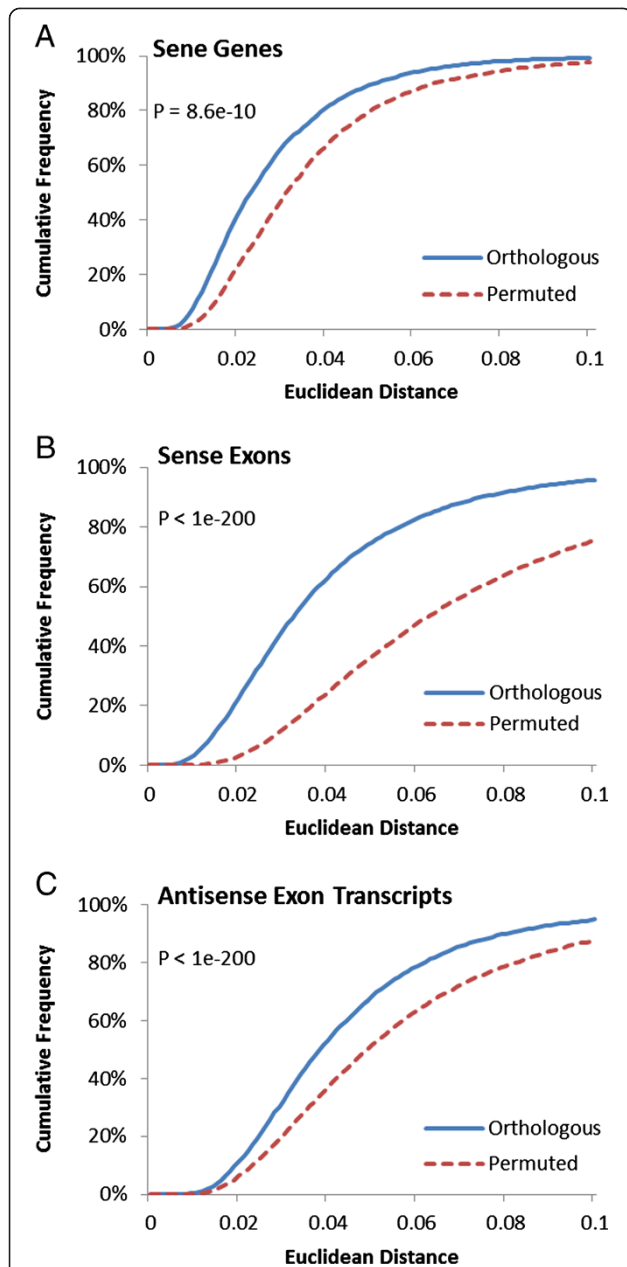 A
Sene Genes
P = 8.6e-10
100%
80%
60%
40%
20%
0%
Cumulative Frequency
Orthologous
Permuted
0 0.02 0.04 0.06 0.08 0.1
Euclidean Distance
B
Sense Exons
P < 1e-200
100%
80%
60%
40%
20%
0%
Cumulative Frequency
Orthologous
Permuted
0 0.02 0.04 0.06 0.08 0.1
Euclidean Distance
C
Antisense Exon Transcripts
P < 1e-200
100%
80%
60%
40%
20%
0%
Cumulative Frequency
Orthologous
Permuted
0 0.02 0.04 0.06 0.08 0.1
Euclidean Distance